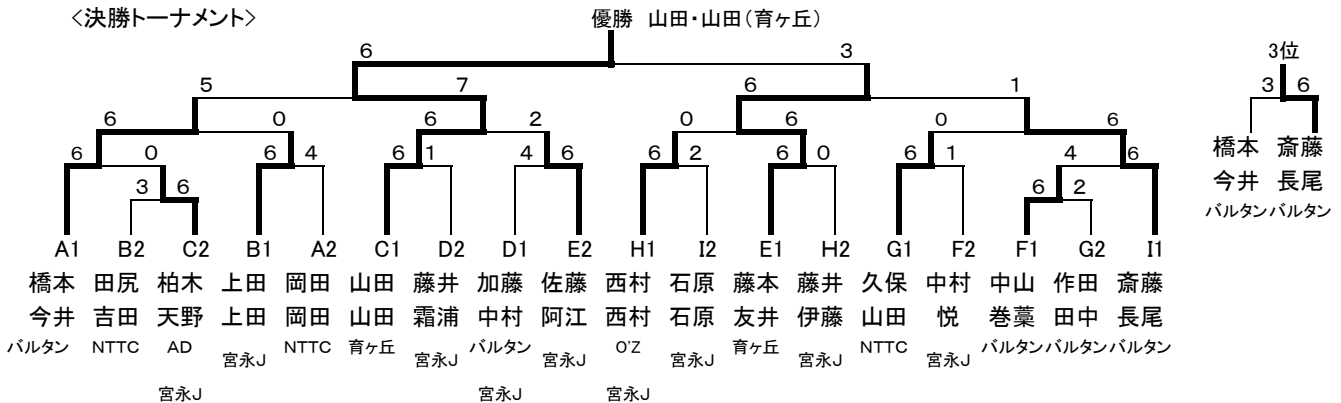 ＜決勝トーナメント＞ 優勝 山田・山田（育ヶ丘）
6 3 3位
5 7 6 1 3 6
6 0 6 2 0 6 0 6
6 0 6 4 6 1 4 6 6 2 6 0 6 1 4 6 橋本 斎藤
3 6 6 2 今井 長尾
バルタン バルタン
A1 B2 C2 B1 A2 C1 D2 D1 E2 H1 I2 E1 H2 G1 F2 F1 G2 I1
橋本 田尻 柏木 上田 岡田 山田 藤井 加藤 佐藤 西村 石原 藤本 藤井 久保 中村 中山 作田 斎藤
今井 吉田 天野 上田 岡田 山田 霜浦 中村 阿江 西村 石原 友井 伊藤 山田 悦 巻藁 田中 長尾
バルタン NTTC AD 宮永J NTTC 育ヶ丘 宮永J バルタン 宮永J O'Z 宮永J 育ヶ丘 宮永J NTTC 宮永J バルタン バルタン バルタン
宮永J 宮永J 宮永J